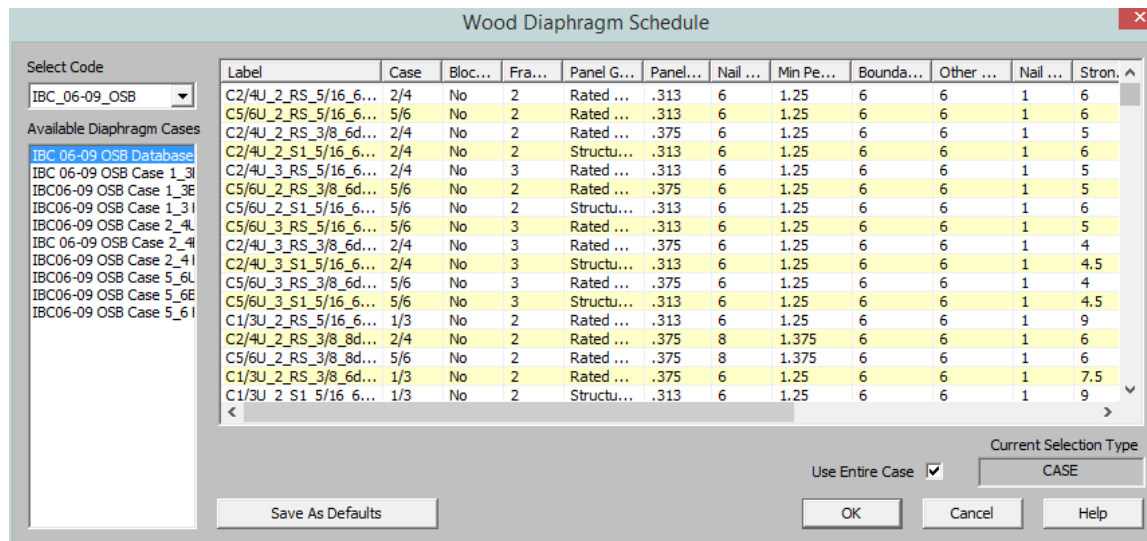 Wood Diaphragm Schedule
Select Code
IBC_06-09_OSB
Available Diaphragm Cases
IBC 06-09 OSB Database
IBC 06-09 OSB Case 1_3
IBC06-09 OSB Case 1_3B
IBC06-09 OSB Case 1_3
IBC06-09 OSB Case 2_4U
IBC 06-09 OSB Case 2_4
IBC06-09 OSB Case 2_4
IBC06-09 OSB Case 5_6U
IBC06-09 OSB Case 5_6B
IBC06-09 OSB Case 5_6
Label Case Bloc... Fra... Panel G... Panel... Nail ... Min Pe... Bounda... Other ... Nail ... Stron.
C2/4U_2_RS_5/16_6... 2/4 No 2 Rated ... .313 6 1.25 6 6 1 6
C5/6U_2_RS_5/16_6... 5/6 No 2 Rated ... .313 6 1.25 6 6 1 6
C2/4U_2_RS_3/8_6d... 2/4 No 2 Rated ... .375 6 1.25 6 6 1 5
C2/4U_2_S1_5/16_6... 2/4 No 2 Structu... .313 6 1.25 6 6 1 6
C2/4U_3_RS_5/16_6... 2/4 No 3 Rated ... .313 6 1.25 6 6 1 5
C5/6U_2_RS_3/8_6d... 5/6 No 2 Rated ... .375 6 1.25 6 6 1 5
C5/6U_2_S1_5/16_6... 5/6 No 2 Structu... .313 6 1.25 6 6 1 6
C5/6U_3_RS_5/16_6... 5/6 No 3 Rated ... .313 6 1.25 6 6 1 5
C2/4U_3_RS_3/8_6d... 2/4 No 3 Rated ... .375 6 1.25 6 6 1 4
C2/4U_3_S1_5/16_6... 2/4 No 3 Structu... .313 6 1.25 6 6 1 4.5
C5/6U_3_RS_3/8_6d... 5/6 No 3 Rated ... .375 6 1.25 6 6 1 4
C5/6U_3_S1_5/16_6... 5/6 No 3 Structu... .313 6 1.25 6 6 1 4.5
C1/3U_2_RS_5/16_6... 1/3 No 2 Rated ... .313 6 1.25 6 6 1 9
C2/4U_2_RS_3/8_8d... 2/4 No 2 Rated ... .375 8 1.375 6 6 1 6
C5/6U_2_RS_3/8_8d... 5/6 No 2 Rated ... .375 8 1.375 6 6 1 6
C1/3U_2_RS_3/8_6d... 1/3 No 2 Rated ... .375 6 1.25 6 6 1 7.5
C1/3U_2_S1_5/16_6... 1/3 No 2 Structu... .313 6 1.25 6 6 1 9
Current Selection Type
Use Entire Case CASE
Save As Defaults OK Cancel Help